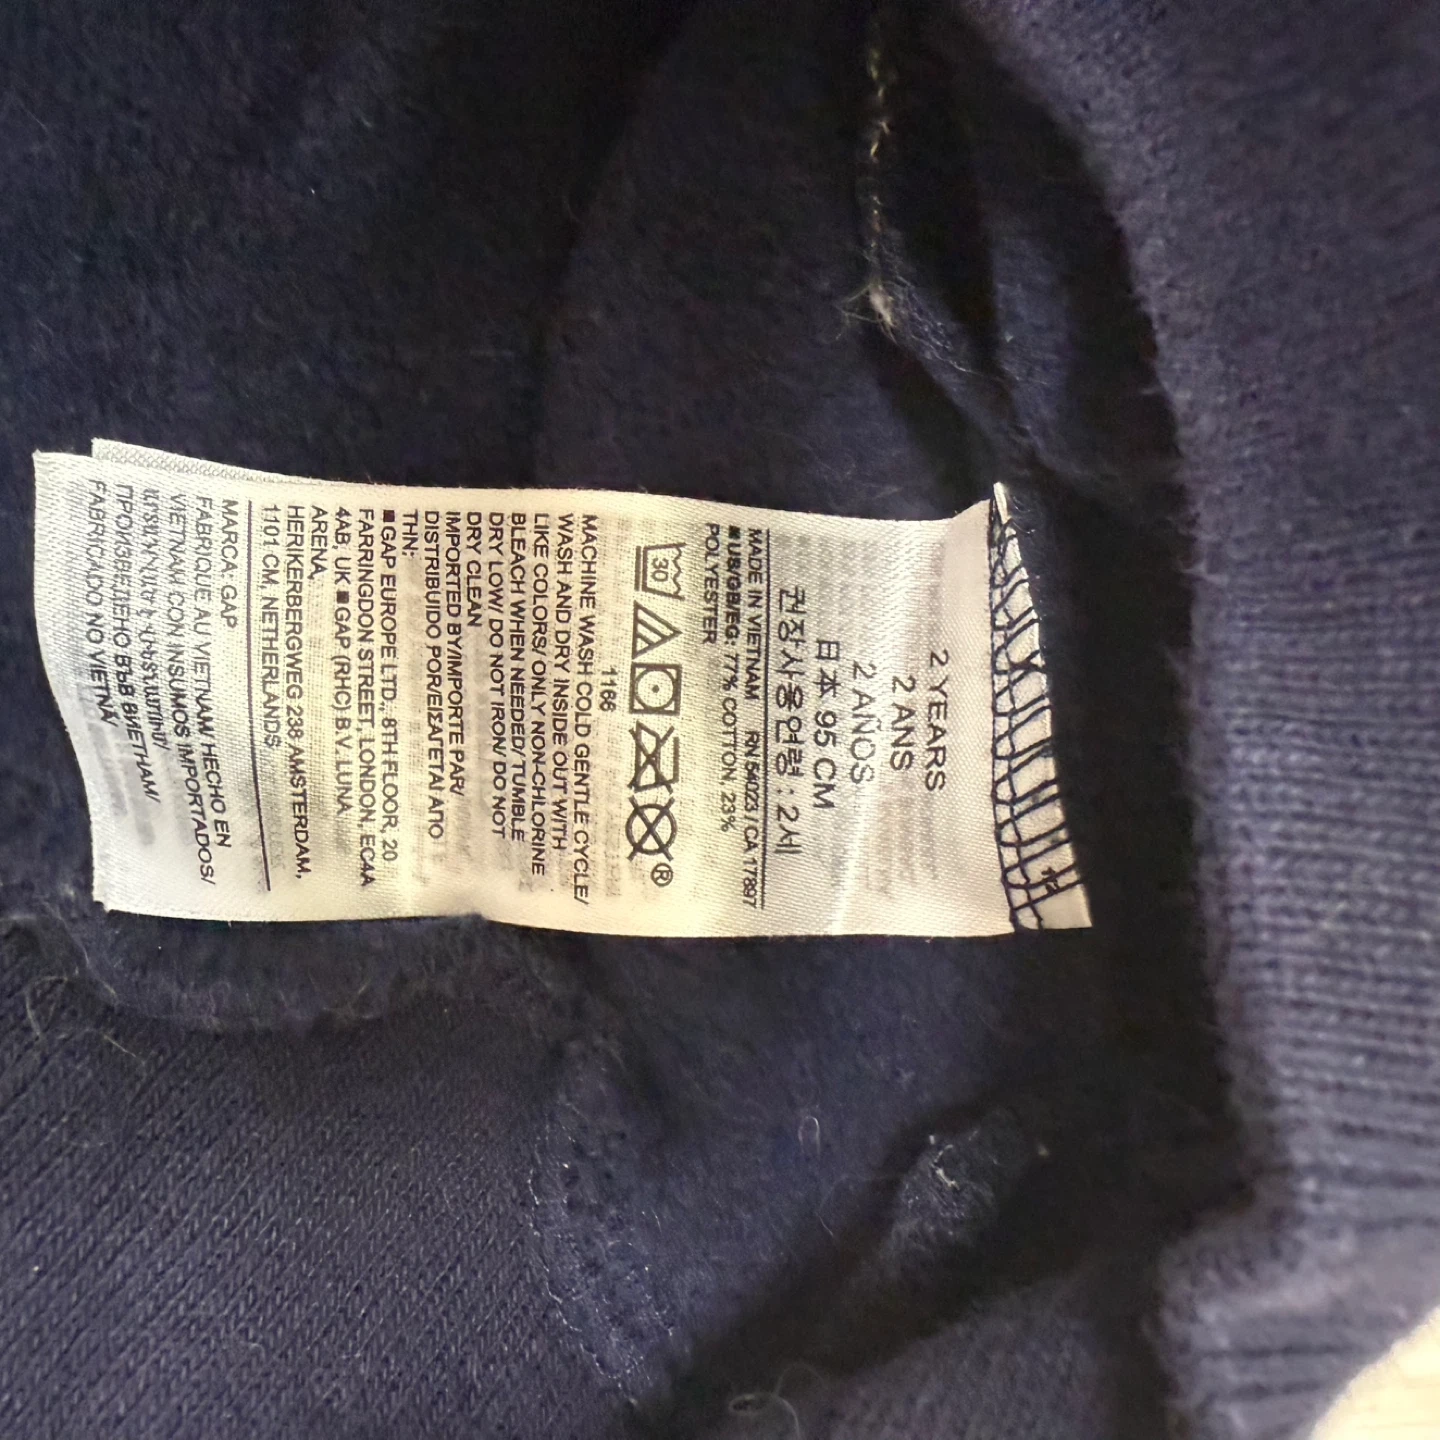 2 YEARS
2 ANS
2 AÑOS
日本 95 CM
권장사용연령 : 2세
MADE IN VIETNAM RN 54023 / CA 17897
■US/GB/EG: 77% COTTON, 23%
POLYESTER
30
®
1166
MACHINE WASH COLD GENTLE CYCLE/
WASH AND DRY INSIDE OUT WITH
LIKE COLORS/ ONLY NON-CHLORINE
BLEACH WHEN NEEDED/ TUMBLE
DRY LOW/ DO NOT IRON/ DO NOT
DRY CLEAN
IMPORTED BY/IMPORTE PAR/
DISTRIBUIDO POR/ΕΙΣΑΓΕΤΑΙ ΑΠΟ
ΤΗΝ:
■GAP EUROPE LTD., 8TH FLOOR, 20
FARRINGDON STREET, LONDON, EC4A
4AB, UK ■GAP (RHC) B.V. LUNA
ARENA,
HERIKERBERGWEG 238 AMSTERDAM,
1101 CM, NETHERLANDS
MARCA: GAP
FABRIQUE AU VIETNAM/ HECHO EN
VIETNAM CON INSUMOS IMPORTADOS/
ПРОИЗВЕДЕНО ВЪВ ВИЕТНАМ/
FABRICADO NO VIETNÃ/